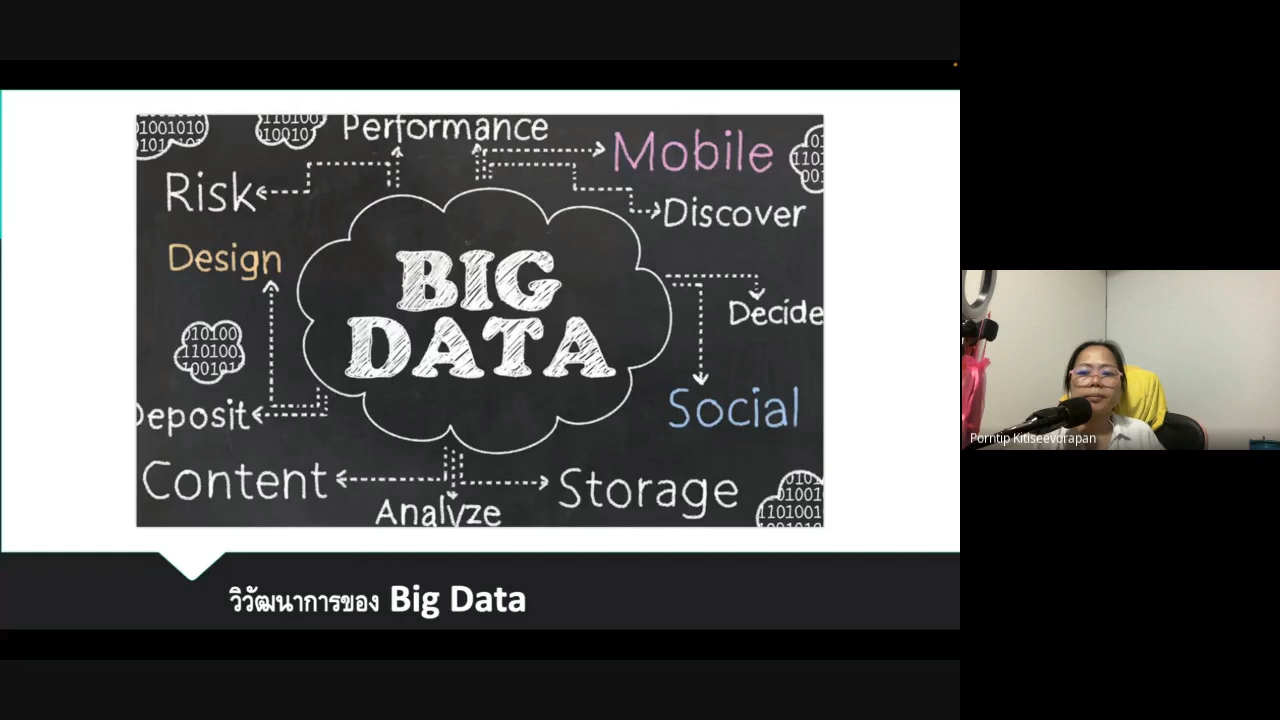 Performance
Mobile
Risk
Discover
Design
BIG
DATA
Decide
Social
Deposit
Content
Storage
Analyze
วิวัฒนาการของ Big Data
Porntip Kitiseevorapan